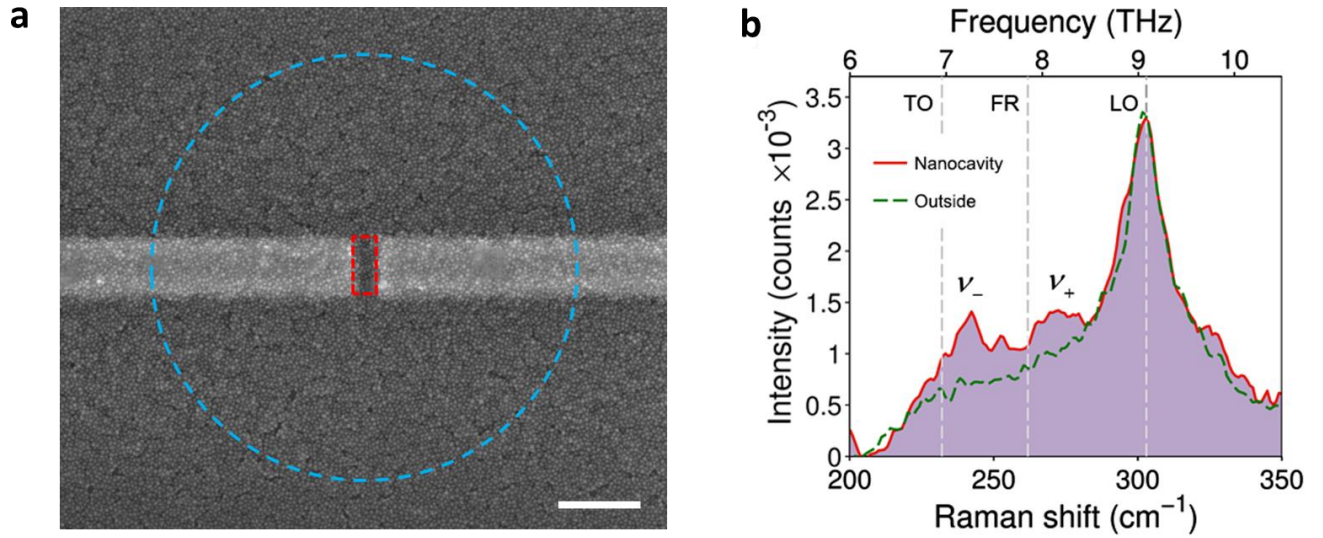 a
b
Frequency (THz)
6 7 8 9 10
Intensity (counts ×10⁻³)
3.5
3
2.5
2
1.5
1
0.5
0
TO FR LO
Nanocavity
Outside
ν₋ ν₊
200 250 300 350
Raman shift (cm⁻¹)